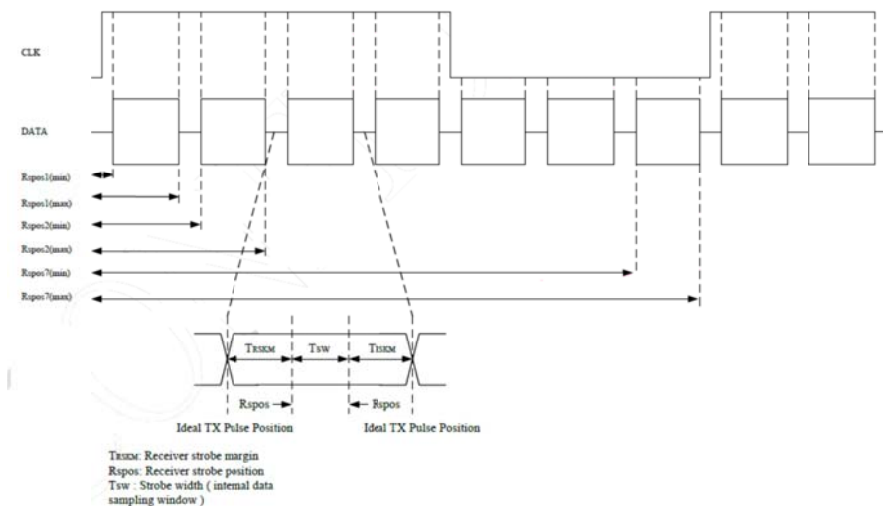 CLK
DATA
Rspos1(min)
Rspos1(max)
Rspos2(min)
Rspos2(max)
Rspos7(min)
Rspos7(max)
TRSKM
TSW
TRSKM
Rspos
Rspos
Ideal TX Pulse Position
Ideal TX Pulse Position
TRSKM: Receiver strobe margin
Rspos: Receiver strobe position
Tsw : Strobe width ( internal data
sampling window )